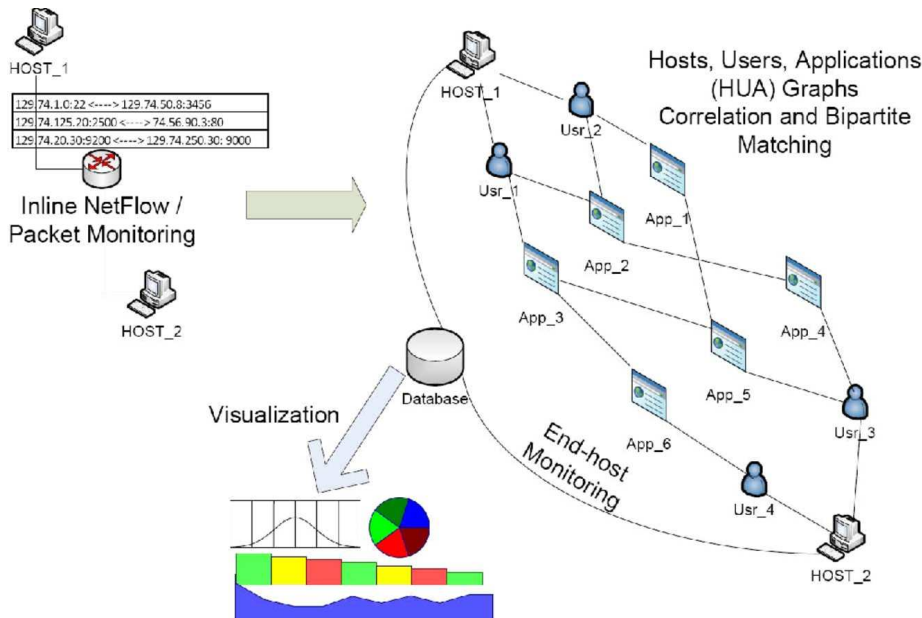 HOST_1
129.74.1.0:22 <----> 129.74.50.8:3456
129.74.125.20:2500 <----> 74.56.90.3:80
129.74.20.30:9200 <---> 129.74.250.30: 9000
Inline NetFlow /
Packet Monitoring
HOST_2
HOST_1
Usr_2
Usr_1
Hosts, Users, Applications
(HUA) Graphs
Correlation and Bipartite
Matching
App_1
App_2
App_3
App_4
App_5
App_6
Usr_3
Usr_4
HOST_2
End-host
Monitoring
Database
Visualization